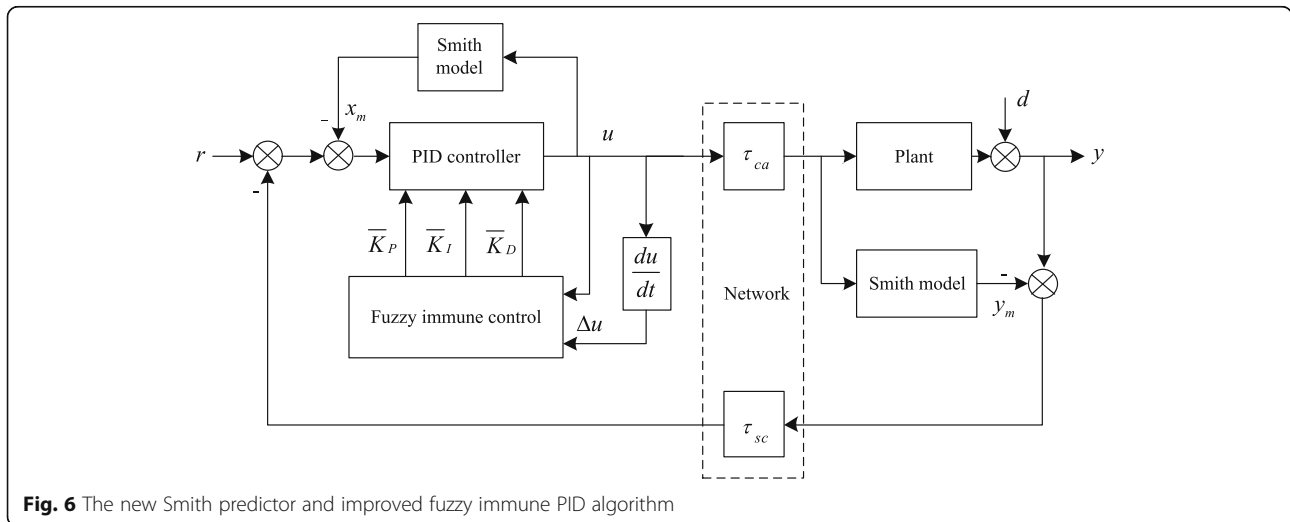 Smith
model
d
x_m
u
r
PID controller
τ_ca
Plant
y
-
-
K̅_P
K̅_I
K̅_D
du
dt
Network
Smith model
-
y_m
Fuzzy immune control
Δu
τ_sc
Fig. 6 The new Smith predictor and improved fuzzy immune PID algorithm